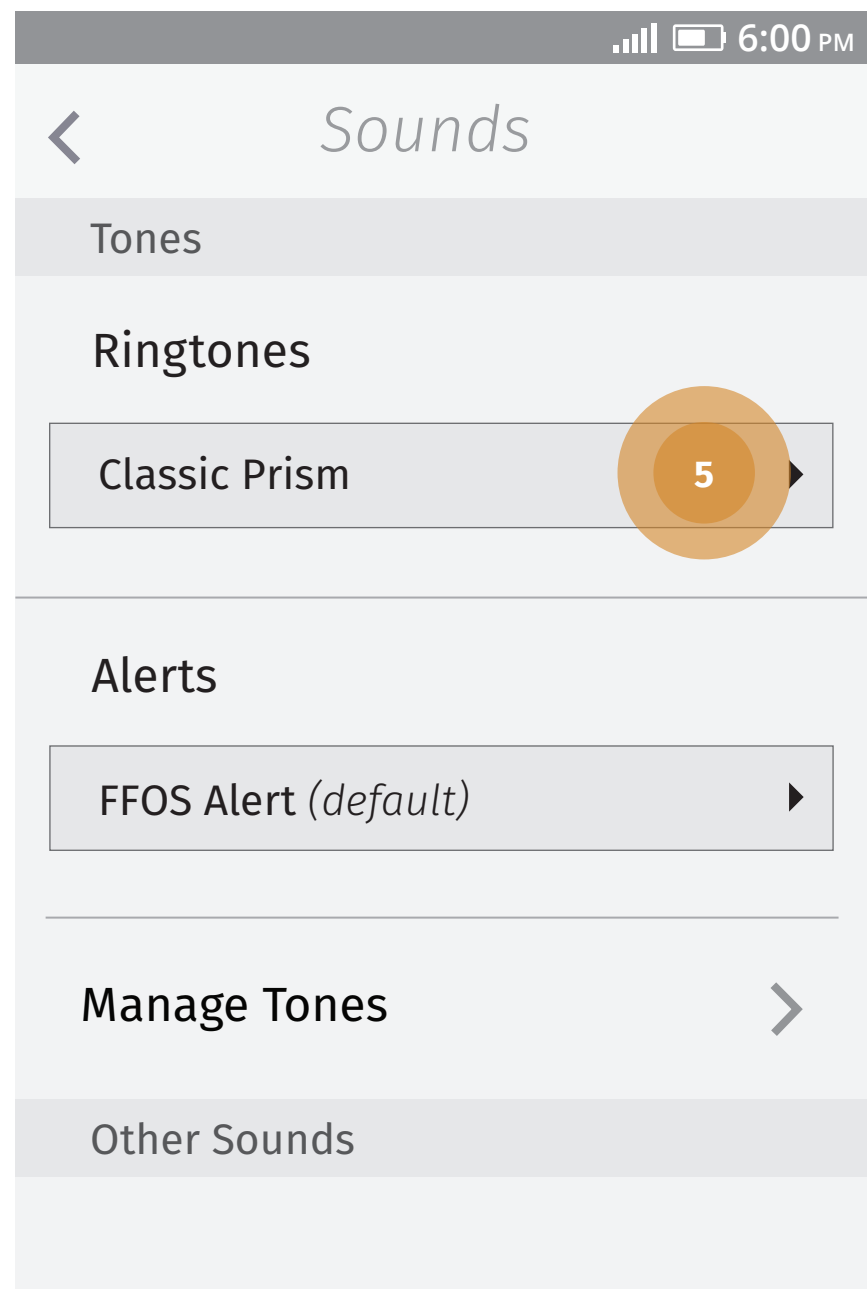 6:00 PM
Sounds
Tones
Ringtones
Classic Prism
5
Alerts
FFOS Alert (default)
Manage Tones
Other Sounds